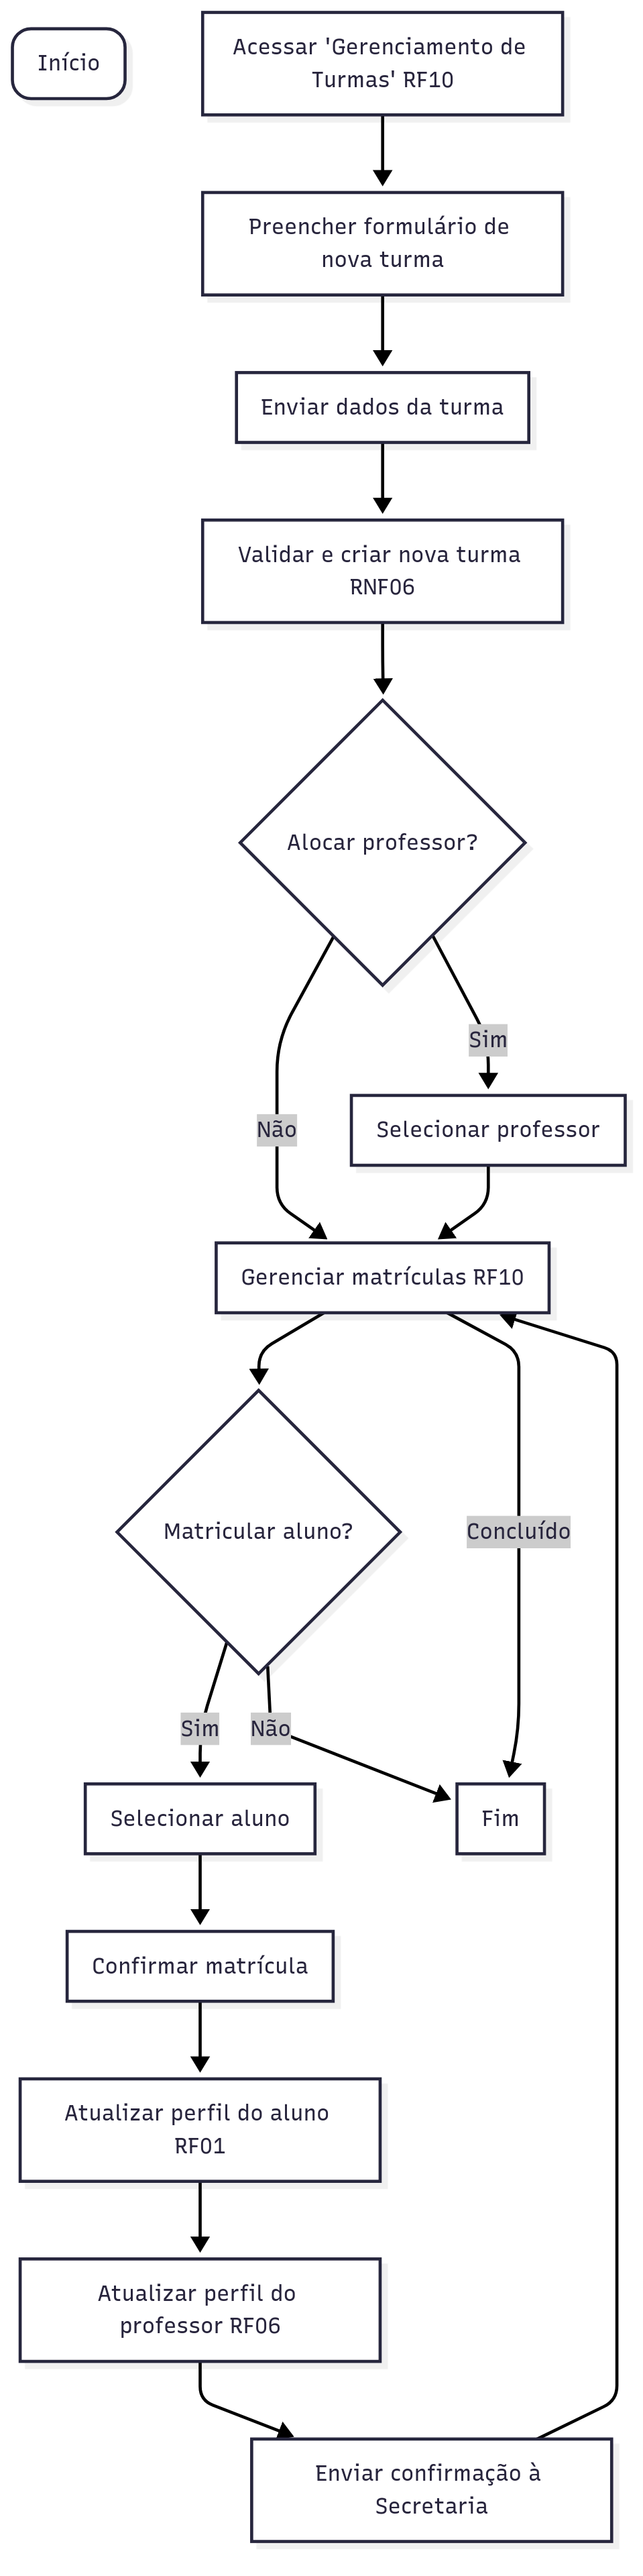 Início
Acessar 'Gerenciamento de
Turmas' RF10
Preencher formulário de
nova turma
Enviar dados da turma
Validar e criar nova turma
RNF06
Alocar professor?
Sim
Não
Selecionar professor
Gerenciar matrículas RF10
Matricular aluno?
Concluído
Sim
Não
Selecionar aluno
Fim
Confirmar matrícula
Atualizar perfil do aluno
RF01
Atualizar perfil do
professor RF06
Enviar confirmação à
Secretaria